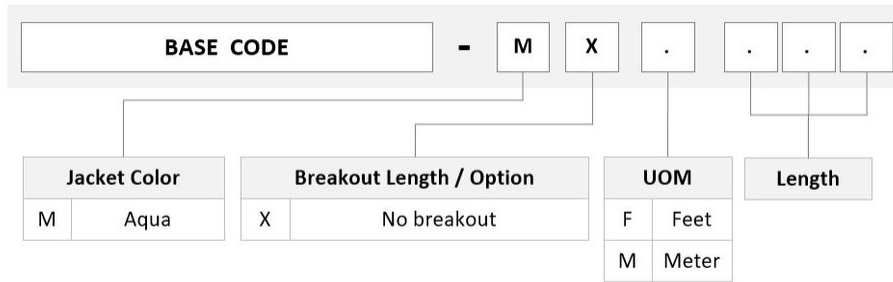 BASE CODE - M X . . . .
Jacket Color
M Aqua
Breakout Length / Option
X No breakout
UOM
F Feet
M Meter
Length